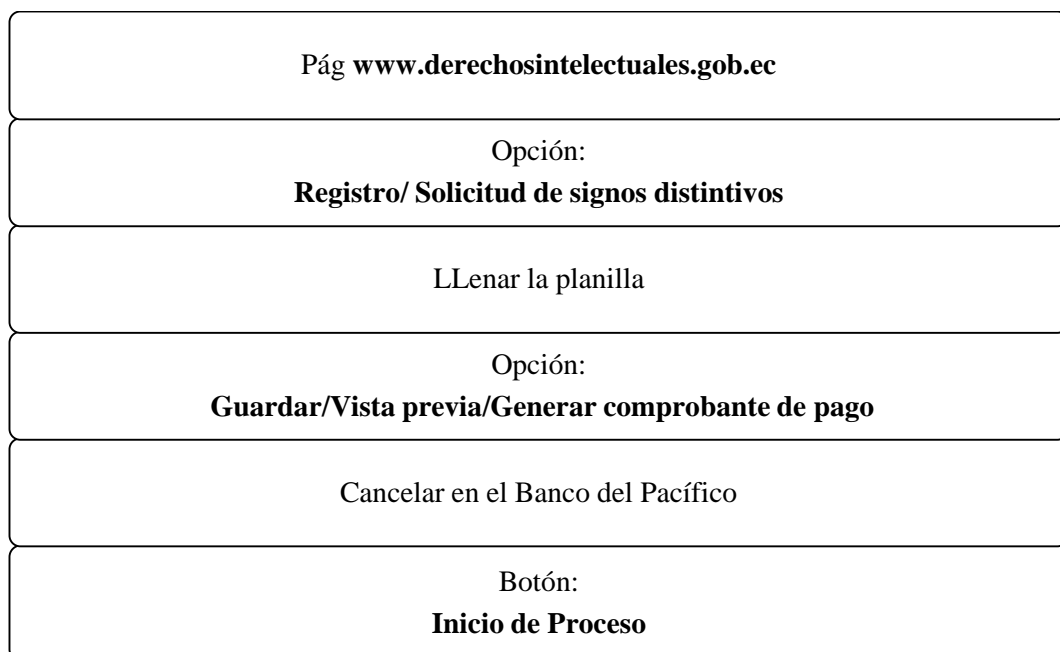 Pág www.derechosintelectuales.gob.ec
Opción:
Registro/ Solicitud de signos distintivos
LLenar la planilla
Opción:
Guardar/Vista previa/Generar comprobante de pago
Cancelar en el Banco del Pacífico
Botón:
Inicio de Proceso